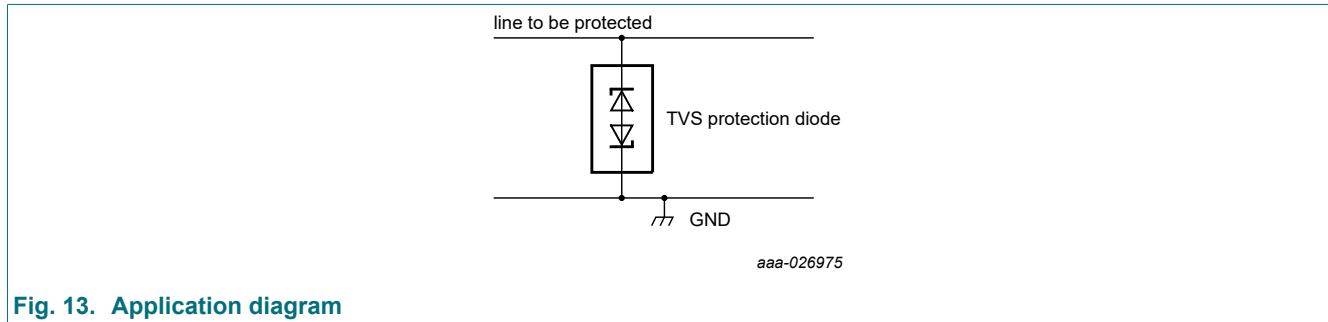 line to be protected
TVS protection diode
GND
aaa-026975
Fig. 13. Application diagram